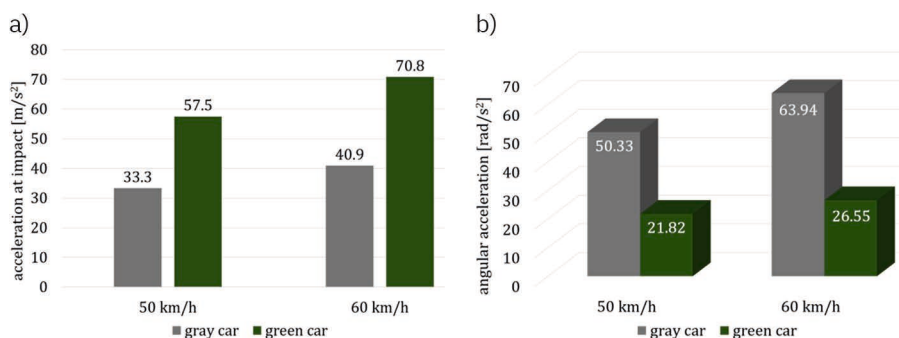 a)
acceleration at impact [m/s²]
80
70
60
50
40
30
20
10
0
33.3
57.5
40.9
70.8
50 km/h
60 km/h
gray car
green car
b)
angular acceleration [rad/s²]
70
60
50
40
30
20
10
0
50.33
21.82
63.94
26.55
50 km/h
60 km/h
gray car
green car